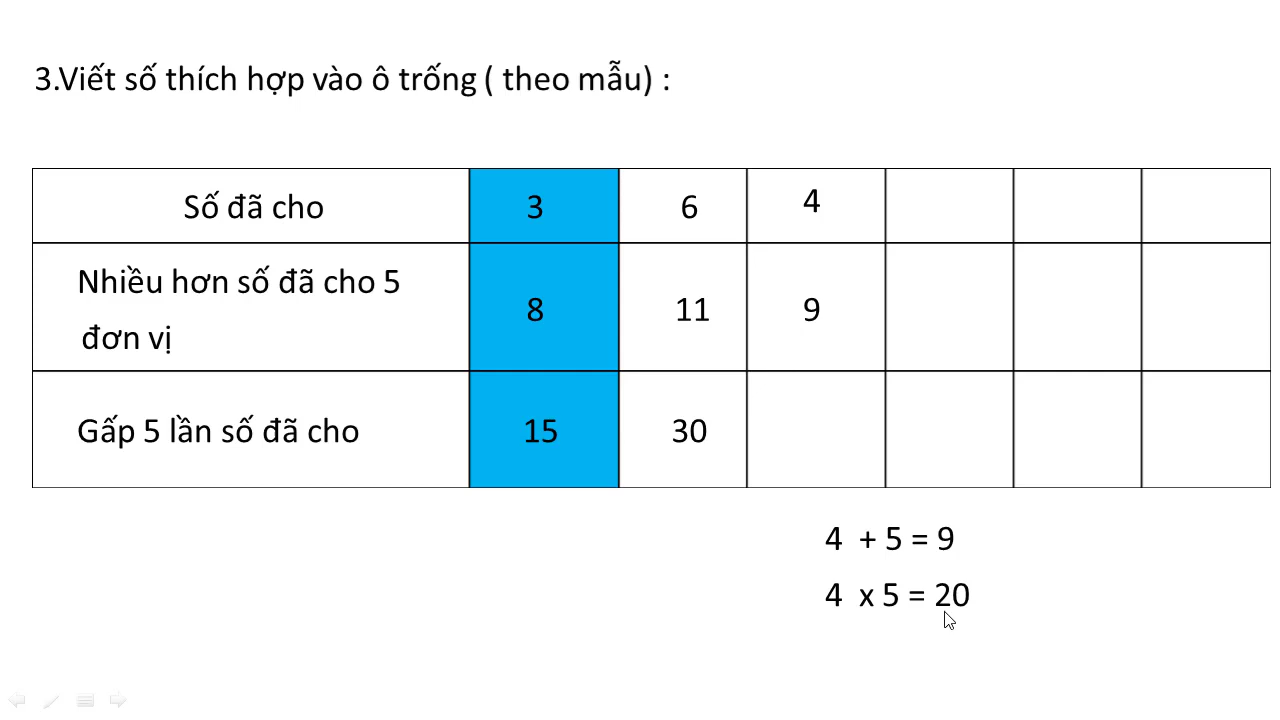 3.Viết số thích hợp vào ô trống ( theo mẫu) :
Số đã cho 3 6 4
Nhiều hơn số đã cho 5
đơn vị 8 11 9
Gấp 5 lần số đã cho 15 30
4 + 5 = 9
4 x 5 = 20